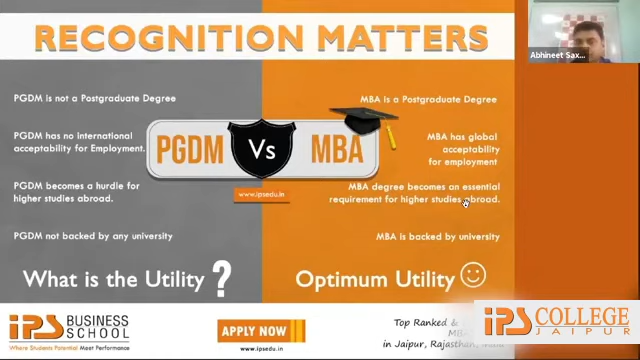 RECOGNITION MATTERS
Abhineet Sax...
PGDM is not a Postgraduate Degree
PGDM has no international
acceptability for Employment.
PGDM becomes a hurdle for
higher studies abroad.
PGDM not backed by any university
What is the Utility ?
PGDM
Vs
MBA
www.ipsedu.in
MBA is a Postgraduate Degree
MBA has global
acceptability
for employment
MBA degree becomes an essential
requirement for higher studies abroad.
MBA is backed by university
Optimum Utility
iPS BUSINESS
SCHOOL
Where Students Potential Meet Performance
APPLY NOW
www.ipsedu.in
Top Ranked &
in Jaipur, Rajasthan,
iPS COLLEGE
JAIPUR